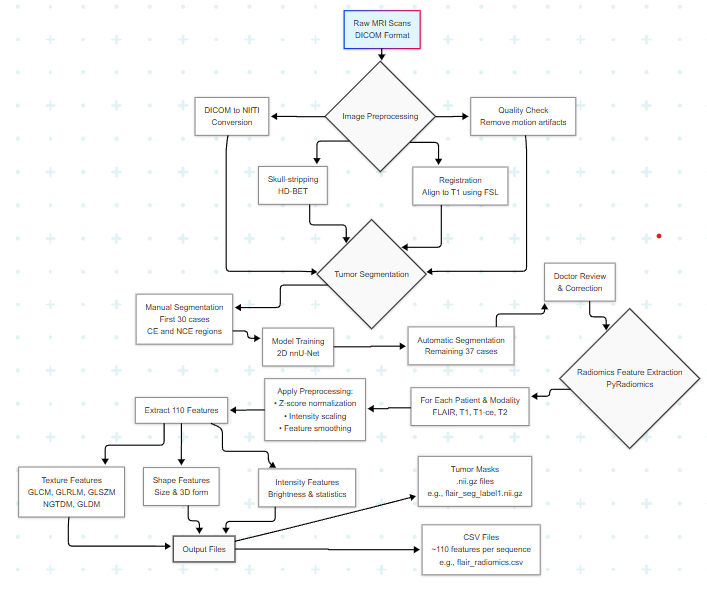 Raw MRI Scans
DICOM Format
Image Preprocessing
DICOM to NIITI
Conversion
Quality Check
Remove motion artifacts
Skull-stripping
HD-BET
Registration
Align to T1 using FSL
Tumor Segmentation
Doctor Review
& Correction
Manual Segmentation
First 30 cases
CE and NCE regions
Model Training
2D nnU-Net
Automatic Segmentation
Remaining 37 cases
Radiomics Feature Extraction
PyRadiomics
For Each Patient & Modality
FLAIR, T1, T1-ce, T2
Apply Preprocessing:
• Z-score normalization
• Intensity scaling
• Feature smoothing
Extract 110 Features
Texture Features
GLCM, GLRLM, GLSZM
NGTDM, GLDM
Shape Features
Size & 3D form
Intensity Features
Brightness & statistics
Tumor Masks
.nii.gz files
e.g., flair_seg_label1.nii.gz
Output Files
CSV Files
~110 features per sequence
e.g., flair_radiomics.csv